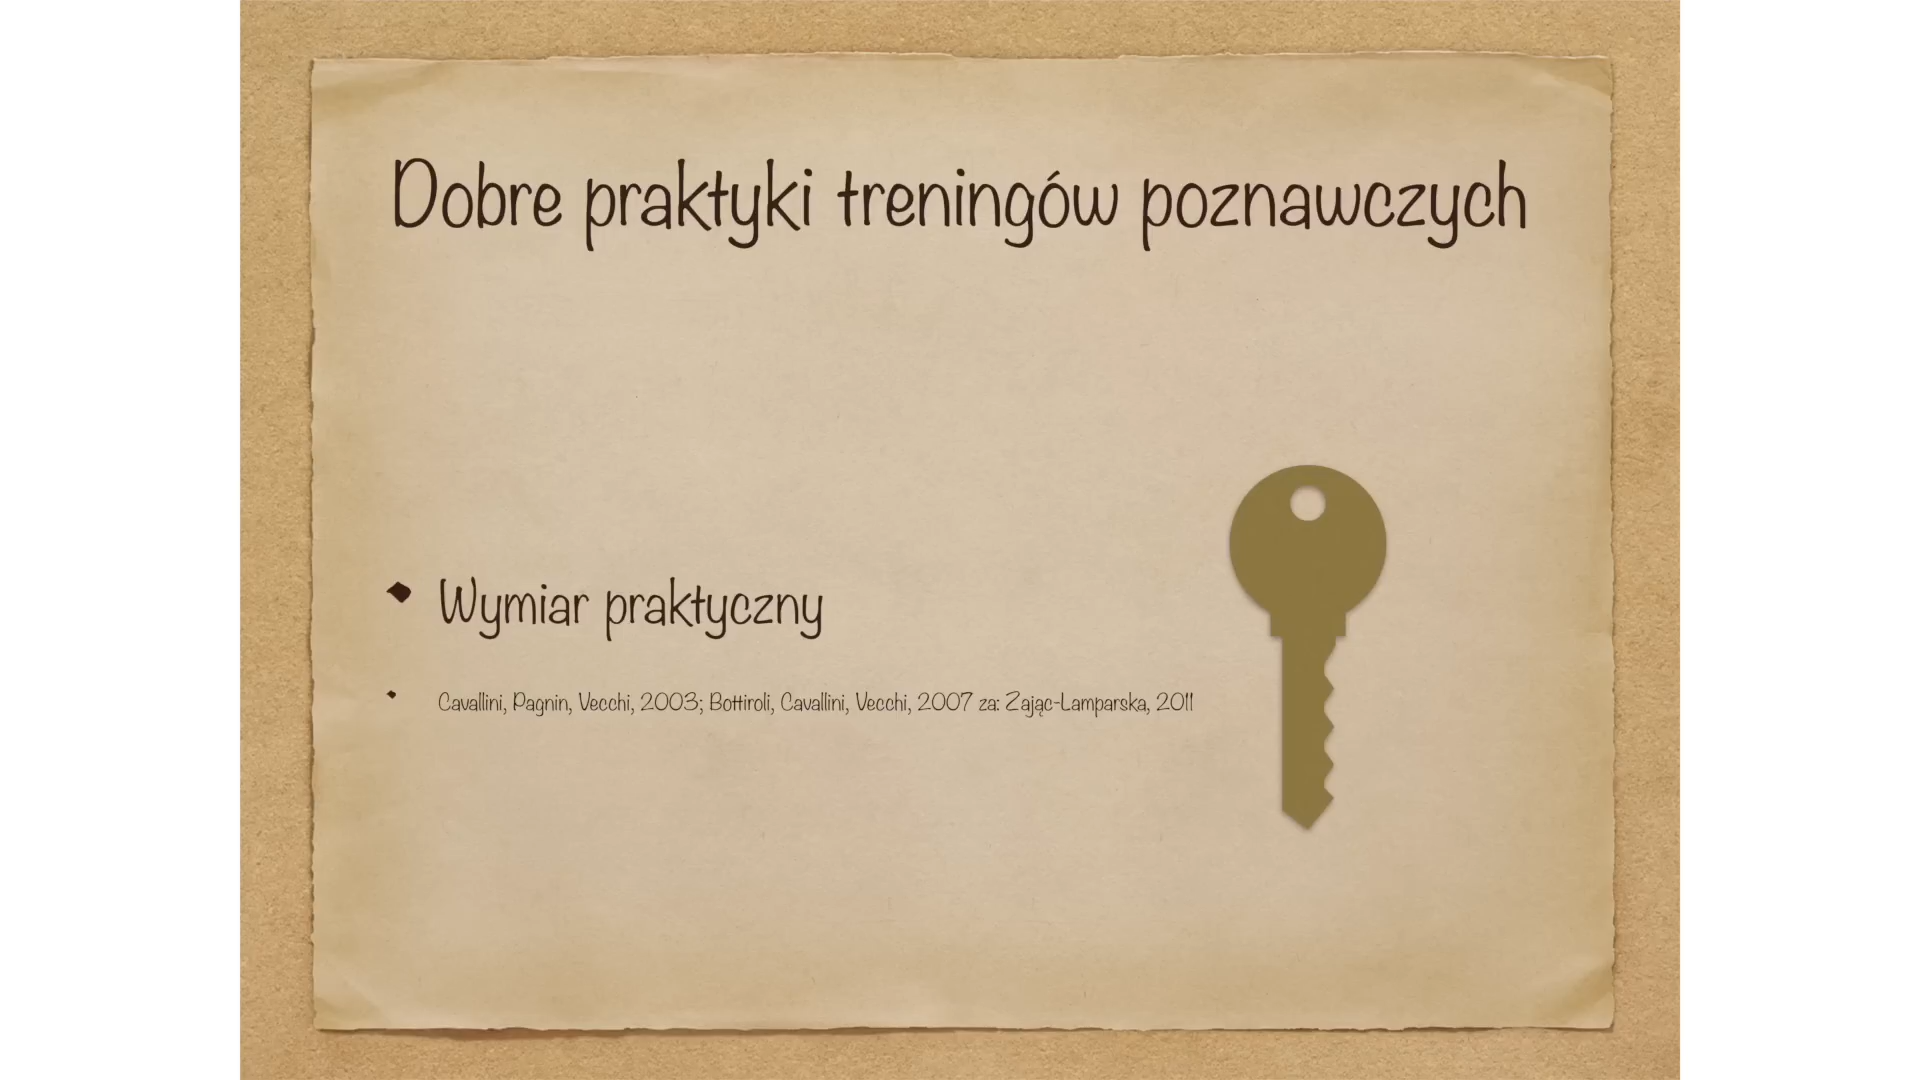 Dobre praktyki treningów poznawczych
Wymiar praktyczny
Cavallini, Pagnin, Vecchi, 2003; Bottiroli, Cavallini, Vecchi, 2007 za: Zając-Lamparska, 2011